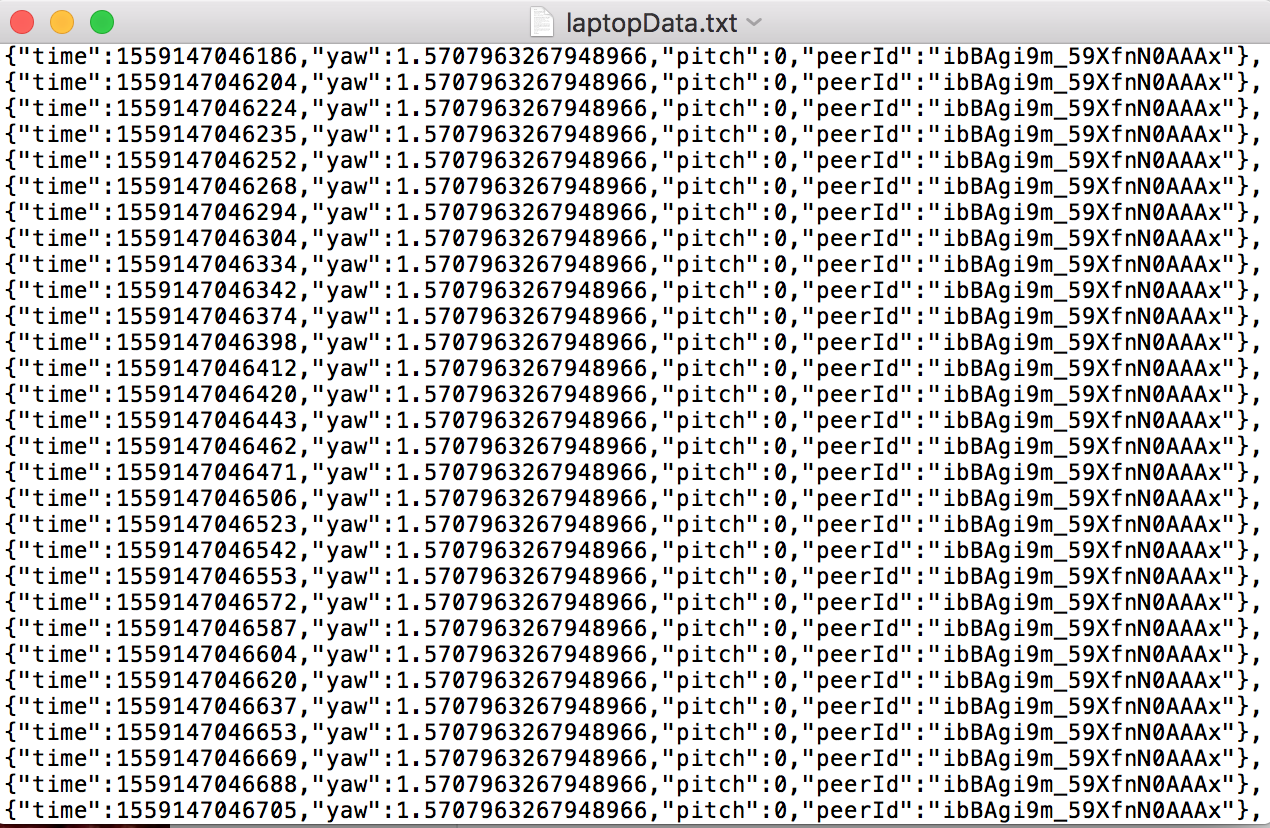 laptopData.txt
{"time":1559147046186,"yaw":1.5707963267948966,"pitch":0,"peerId":"ibBAgi9m_59XfnN0AAAx"},
{"time":1559147046204,"yaw":1.5707963267948966,"pitch":0,"peerId":"ibBAgi9m_59XfnN0AAAx"},
{"time":1559147046224,"yaw":1.5707963267948966,"pitch":0,"peerId":"ibBAgi9m_59XfnN0AAAx"},
{"time":1559147046235,"yaw":1.5707963267948966,"pitch":0,"peerId":"ibBAgi9m_59XfnN0AAAx"},
{"time":1559147046252,"yaw":1.5707963267948966,"pitch":0,"peerId":"ibBAgi9m_59XfnN0AAAx"},
{"time":1559147046268,"yaw":1.5707963267948966,"pitch":0,"peerId":"ibBAgi9m_59XfnN0AAAx"},
{"time":1559147046294,"yaw":1.5707963267948966,"pitch":0,"peerId":"ibBAgi9m_59XfnN0AAAx"},
{"time":1559147046304,"yaw":1.5707963267948966,"pitch":0,"peerId":"ibBAgi9m_59XfnN0AAAx"},
{"time":1559147046334,"yaw":1.5707963267948966,"pitch":0,"peerId":"ibBAgi9m_59XfnN0AAAx"},
{"time":1559147046342,"yaw":1.5707963267948966,"pitch":0,"peerId":"ibBAgi9m_59XfnN0AAAx"},
{"time":1559147046374,"yaw":1.5707963267948966,"pitch":0,"peerId":"ibBAgi9m_59XfnN0AAAx"},
{"time":1559147046398,"yaw":1.5707963267948966,"pitch":0,"peerId":"ibBAgi9m_59XfnN0AAAx"},
{"time":1559147046412,"yaw":1.5707963267948966,"pitch":0,"peerId":"ibBAgi9m_59XfnN0AAAx"},
{"time":1559147046420,"yaw":1.5707963267948966,"pitch":0,"peerId":"ibBAgi9m_59XfnN0AAAx"},
{"time":1559147046443,"yaw":1.5707963267948966,"pitch":0,"peerId":"ibBAgi9m_59XfnN0AAAx"},
{"time":1559147046462,"yaw":1.5707963267948966,"pitch":0,"peerId":"ibBAgi9m_59XfnN0AAAx"},
{"time":1559147046471,"yaw":1.5707963267948966,"pitch":0,"peerId":"ibBAgi9m_59XfnN0AAAx"},
{"time":1559147046506,"yaw":1.5707963267948966,"pitch":0,"peerId":"ibBAgi9m_59XfnN0AAAx"},
{"time":1559147046523,"yaw":1.5707963267948966,"pitch":0,"peerId":"ibBAgi9m_59XfnN0AAAx"},
{"time":1559147046542,"yaw":1.5707963267948966,"pitch":0,"peerId":"ibBAgi9m_59XfnN0AAAx"},
{"time":1559147046553,"yaw":1.5707963267948966,"pitch":0,"peerId":"ibBAgi9m_59XfnN0AAAx"},
{"time":1559147046572,"yaw":1.5707963267948966,"pitch":0,"peerId":"ibBAgi9m_59XfnN0AAAx"},
{"time":1559147046587,"yaw":1.5707963267948966,"pitch":0,"peerId":"ibBAgi9m_59XfnN0AAAx"},
{"time":1559147046604,"yaw":1.5707963267948966,"pitch":0,"peerId":"ibBAgi9m_59XfnN0AAAx"},
{"time":1559147046620,"yaw":1.5707963267948966,"pitch":0,"peerId":"ibBAgi9m_59XfnN0AAAx"},
{"time":1559147046637,"yaw":1.5707963267948966,"pitch":0,"peerId":"ibBAgi9m_59XfnN0AAAx"},
{"time":1559147046653,"yaw":1.5707963267948966,"pitch":0,"peerId":"ibBAgi9m_59XfnN0AAAx"},
{"time":1559147046669,"yaw":1.5707963267948966,"pitch":0,"peerId":"ibBAgi9m_59XfnN0AAAx"},
{"time":1559147046688,"yaw":1.5707963267948966,"pitch":0,"peerId":"ibBAgi9m_59XfnN0AAAx"},
{"time":1559147046705,"yaw":1.5707963267948966,"pitch":0,"peerId":"ibBAgi9m_59XfnN0AAAx"},